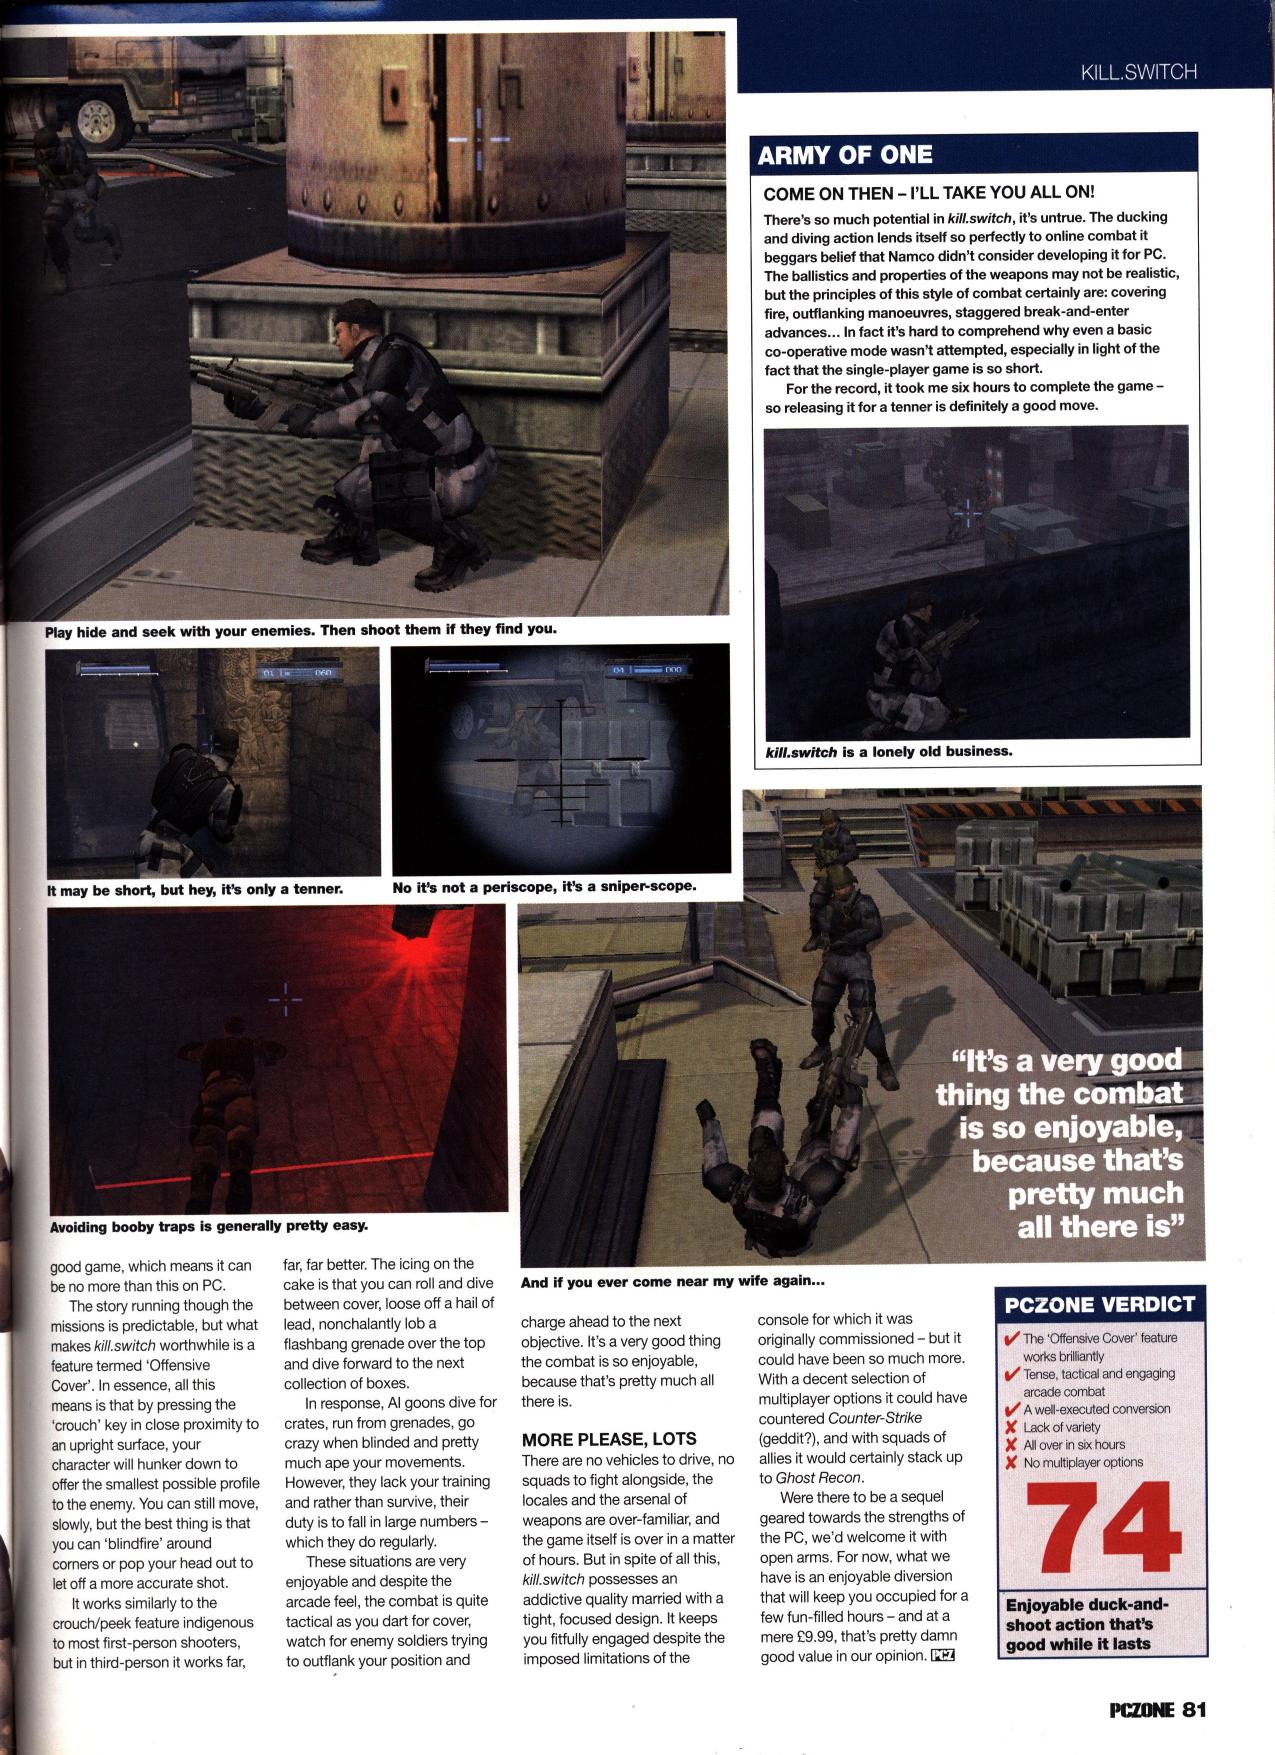 KILL.SWITCH
ARMY OF ONE
COME ON THEN – I'LL TAKE YOU ALL ON!
There's so much potential in kill.switch, it's untrue. The ducking
and diving action lends itself so perfectly to online combat it
beggars belief that Namco didn't consider developing it for PC.
The ballistics and properties of the weapons may not be realistic,
but the principles of this style of combat certainly are: covering
fire, outflanking manoeuvres, staggered break-and-enter
advances... In fact it's hard to comprehend why even a basic
co-operative mode wasn't attempted, especially in light of the
fact that the single-player game is so short.
For the record, it took me six hours to complete the game –
so releasing it for a tenner is definitely a good move.
kill.switch is a lonely old business.
Play hide and seek with your enemies. Then shoot them if they find you.
01 060
04 000
It may be short, but hey, it's only a tenner.
No it's not a periscope, it's a sniper-scope.
Avoiding booby traps is generally pretty easy.
“It's a very good
thing the combat
is so enjoyable,
because that's
pretty much
all there is”
And if you ever come near my wife again...
good game, which means it can
be no more than this on PC.
The story running though the
missions is predictable, but what
makes kill.switch worthwhile is a
feature termed ‘Offensive
Cover’. In essence, all this
means is that by pressing the
‘crouch’ key in close proximity to
an upright surface, your
character will hunker down to
offer the smallest possible profile
to the enemy. You can still move,
slowly, but the best thing is that
you can ‘blindfire’ around
corners or pop your head out to
let off a more accurate shot.
It works similarly to the
crouch/peek feature indigenous
to most first-person shooters,
but in third-person it works far,
far, far better. The icing on the
cake is that you can roll and dive
between cover, loose off a hail of
lead, nonchalantly lob a
flashbang grenade over the top
and dive forward to the next
collection of boxes.
In response, AI goons dive for
crates, run from grenades, go
crazy when blinded and pretty
much ape your movements.
However, they lack your training
and rather than survive, their
duty is to fall in large numbers –
which they do regularly.
These situations are very
enjoyable and despite the
arcade feel, the combat is quite
tactical as you dart for cover,
watch for enemy soldiers trying
to outflank your position and
charge ahead to the next
objective. It's a very good thing
the combat is so enjoyable,
because that's pretty much all
there is.
MORE PLEASE, LOTS
There are no vehicles to drive, no
squads to fight alongside, the
locales and the arsenal of
weapons are over-familiar, and
the game itself is over in a matter
of hours. But in spite of all this,
kill.switch possesses an
addictive quality married with a
tight, focused design. It keeps
you fitfully engaged despite the
imposed limitations of the
console for which it was
originally commissioned – but it
could have been so much more.
With a decent selection of
multiplayer options it could have
countered Counter-Strike
(geddit?), and with squads of
allies it would certainly stack up
to Ghost Recon.
Were there to be a sequel
geared towards the strengths of
the PC, we'd welcome it with
open arms. For now, what we
have is an enjoyable diversion
that will keep you occupied for a
few fun-filled hours – and at a
mere £9.99, that's pretty damn
good value in our opinion. PCZ
PCZONE VERDICT
✓ The ‘Offensive Cover’ feature
works brilliantly
✓ Tense, tactical and engaging
arcade combat
✓ A well-executed conversion
✗ Lack of variety
✗ All over in six hours
✗ No multiplayer options
74
Enjoyable duck-and-
shoot action that's
good while it lasts
PCZONE 81